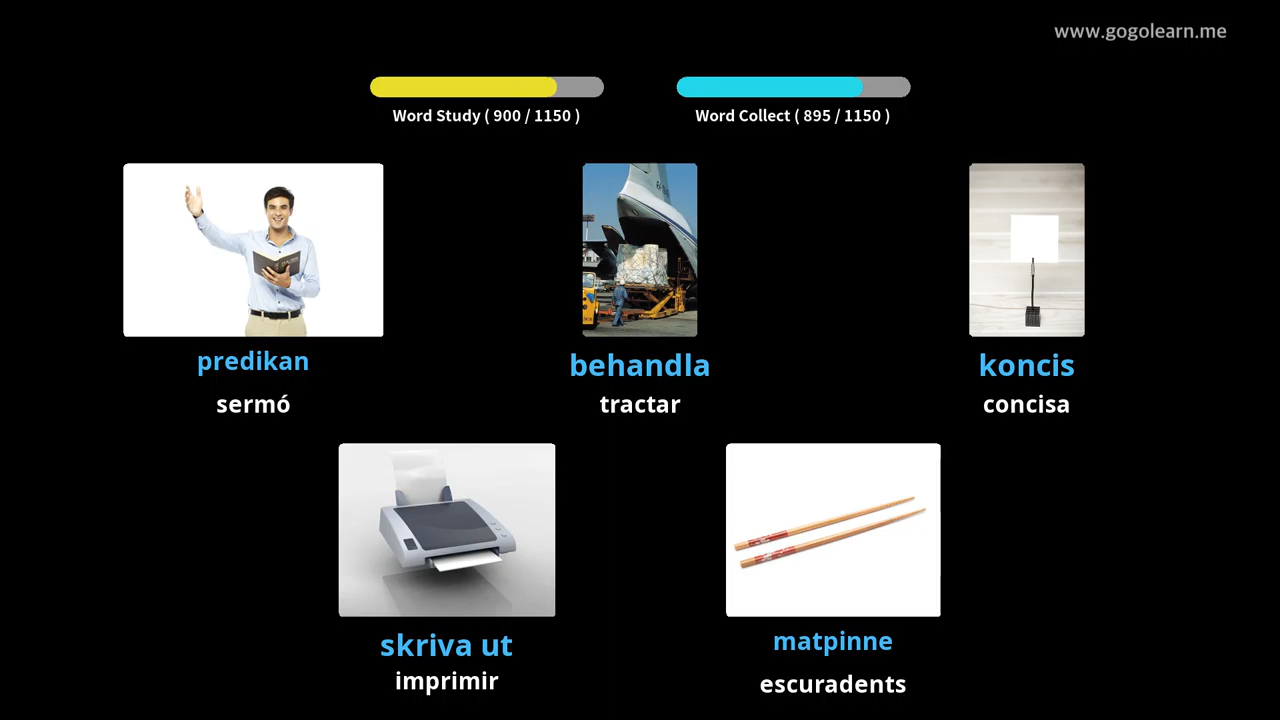 www.gogolearn.me
Word Study ( 900 / 1150 )
Word Collect ( 895 / 1150 )
predikan
behandla
koncis
sermó
tractar
concisa
skriva ut
matpinne
imprimir
escuradents